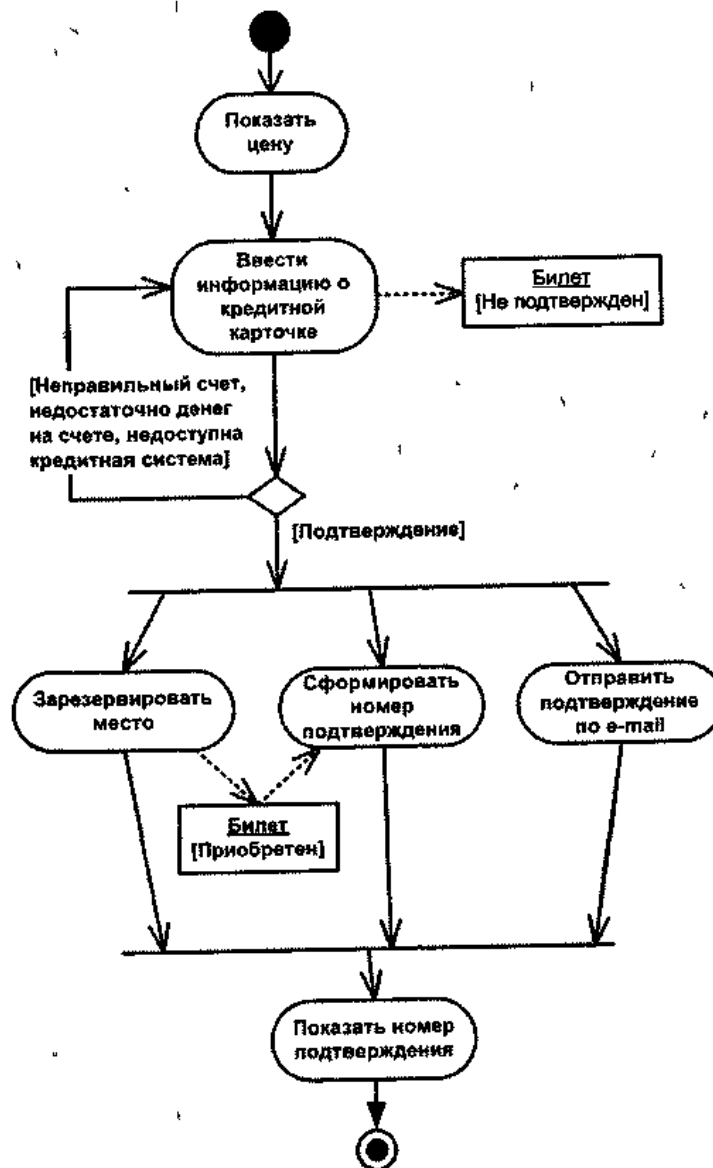 Показать
цену
Ввести
информацию о
кредитной
карточке
Билет
[Не подтвержден]
[Неправильный счет,
недостаточно денег
на счете, недоступна
кредитная система]
[Подтверждение]
Зарезервировать
место
Сформировать
номер
подтверждения
Отправить
подтверждение
по e-mail
Билет
[Приобретен]
Показать номер
подтверждения